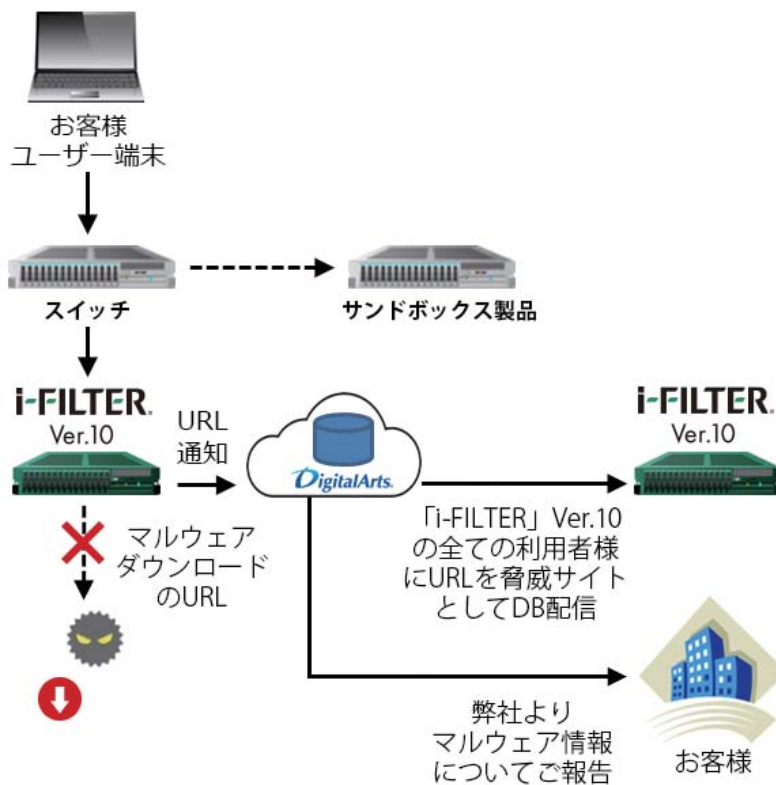 お客様
ユーザー端末
スイッチ
サンドボックス製品
i-FILTER®
Ver.10
URL
通知
DigitalArts®
i-FILTER®
Ver.10
マルウェア
ダウンロード
のURL
「i-FILTER」Ver.10
の全ての利用者様
にURLを脅威サイト
としてDB配信
弊社より
マルウェア情報
についてご報告
お客様